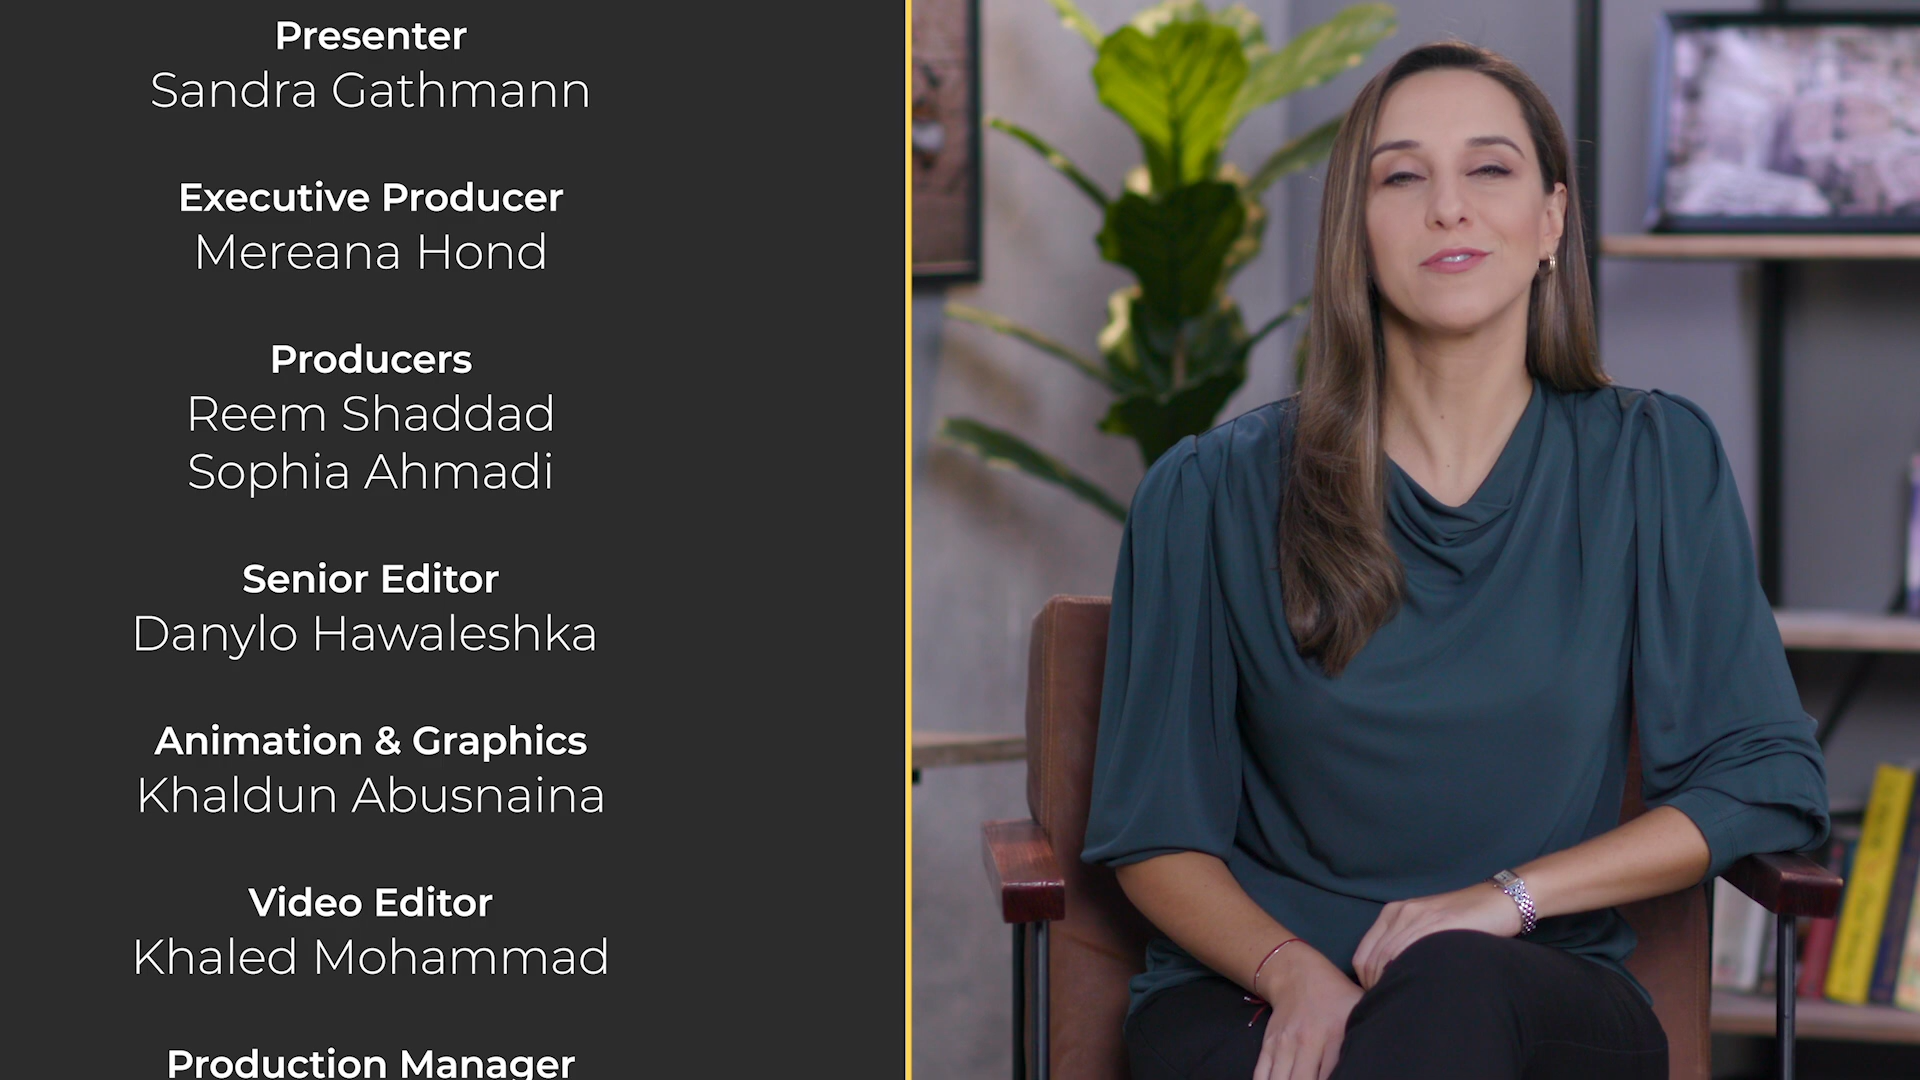 Presenter
Sandra Gathmann
Executive Producer
Mereana Hond
Producers
Reem Shaddad
Sophia Ahmadi
Senior Editor
Danylo Hawaleshka
Animation & Graphics
Khaldun Abusnaina
Video Editor
Khaled Mohammad
Production Manager